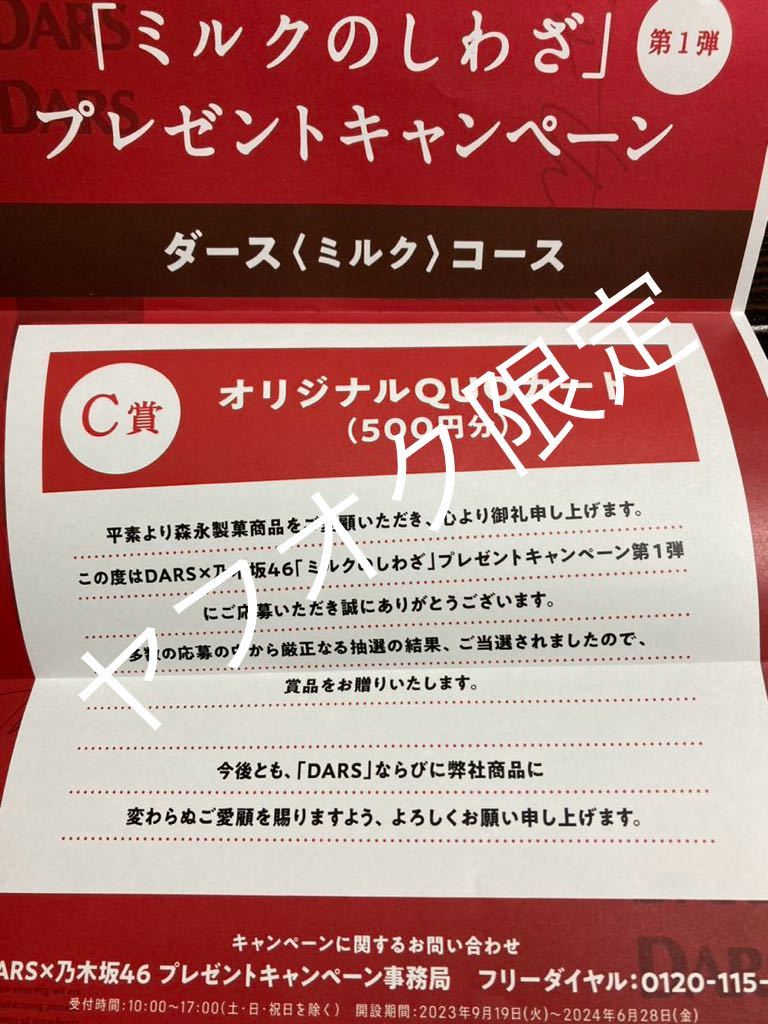 DARS
DARS
「ミルクのしわざ」
第1弾
プレゼントキャンペーン
ダース〈ミルク〉コース
C賞
オリジナルQUOカード
(500円分)
平素より森永製菓商品をご愛顧いただき、心より御礼申し上げます。
この度はDARS×乃木坂46「ミルクのしわざ」プレゼントキャンペーン第1弾
にご応募いただき誠にありがとうございます。
多数の応募の中から厳正なる抽選の結果、ご当選されましたので、
賞品をお贈りいたします。
今後とも、「DARS」ならびに弊社商品に
変わらぬご愛顧を賜りますよう、よろしくお願い申し上げます。
ヤフオク限定
DARS
キャンペーンに関するお問い合わせ
ARS×乃木坂46 プレゼントキャンペーン事務局 フリーダイヤル:0120-115-
受付時間:10:00〜17:00(土・日・祝日を除く) 開設期間:2023年9月19日(火)〜2024年6月28日(金)